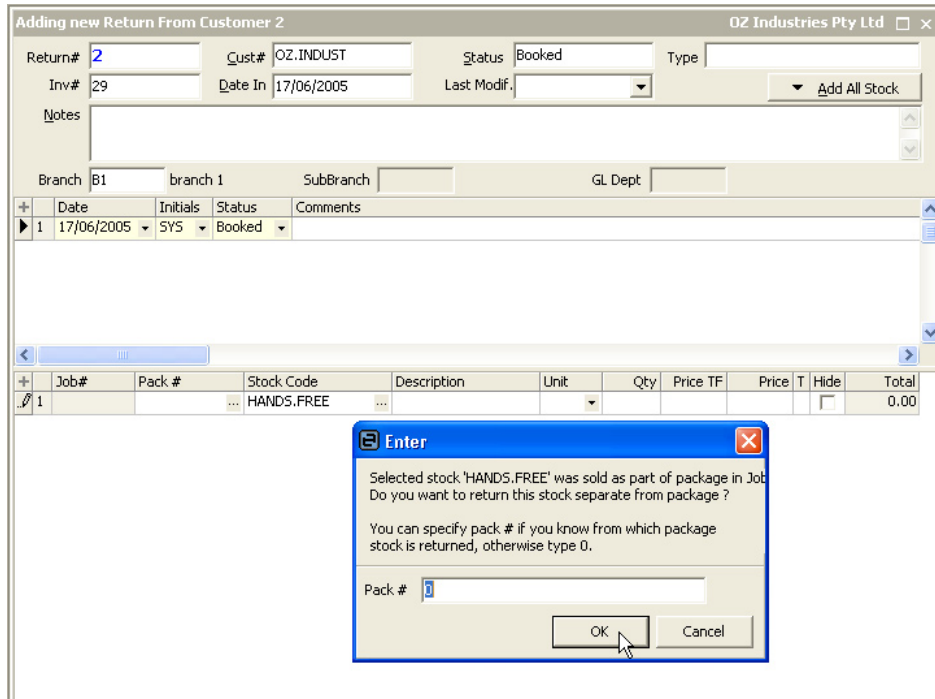 Adding new Return From Customer 2 OZ Industries Pty Ltd
Return# 2 Cust# OZ.INDUST Status Booked Type
Inv# 29 Date In 17/06/2005 Last Modif. Add All Stock
Notes
Branch B1 branch 1 SubBranch GL Dept
Date Initials Status Comments
1 17/06/2005 SYS Booked
Job# Pack # Stock Code Description Unit Qty Price TF Price T Hide Total
1 ... HANDS.FREE ... 0.00
Enter
Selected stock 'HANDS.FREE' was sold as part of package in Job
Do you want to return this stock separate from package ?
You can specify pack # if you know from which package
stock is returned, otherwise type 0.
Pack # 0
OK Cancel